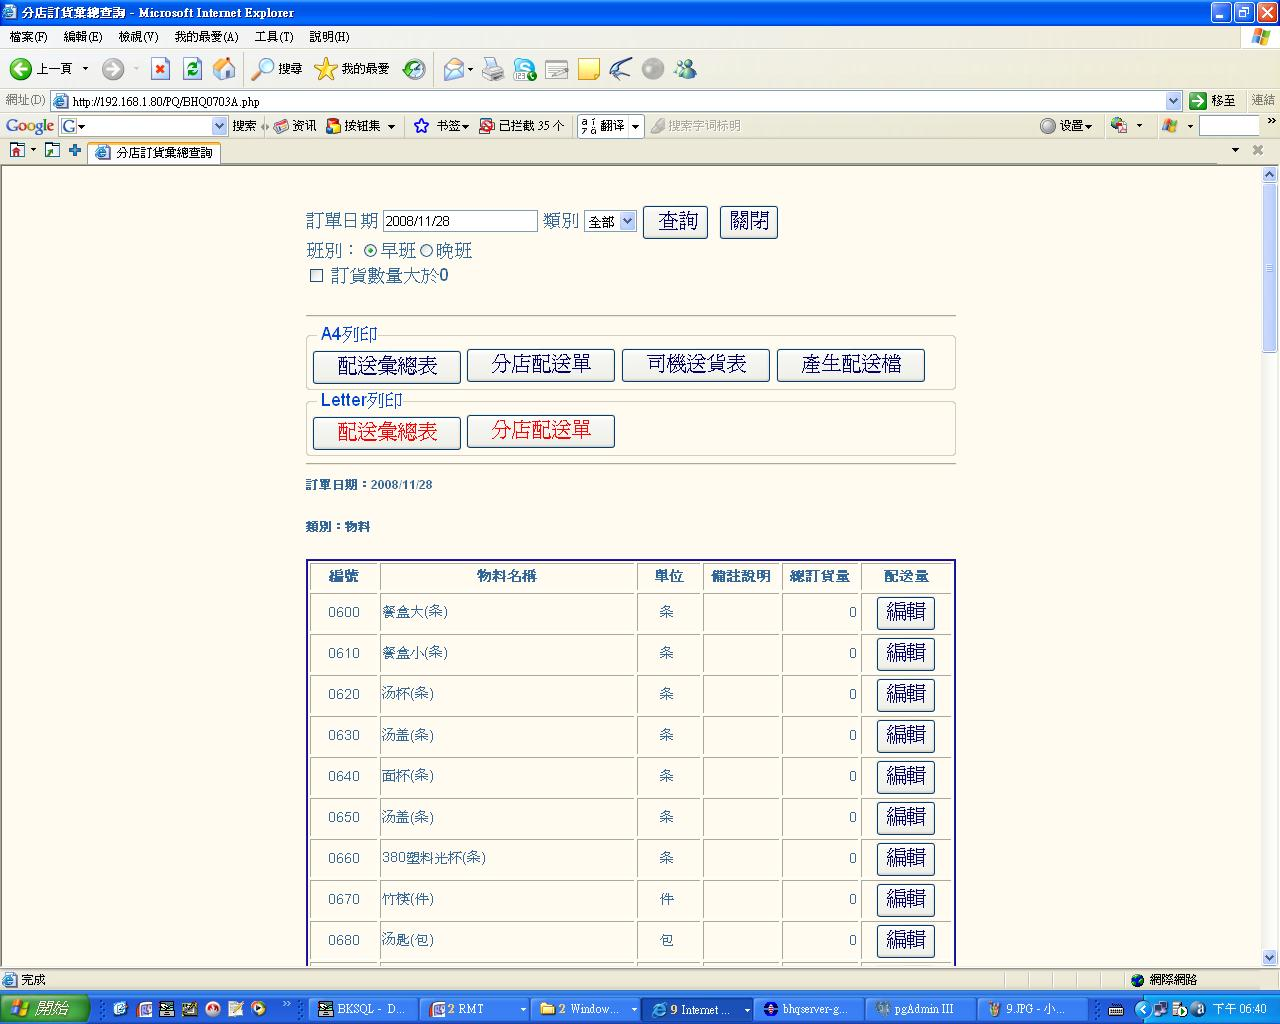 分店訂貨彙總查詢 - Microsoft Internet Explorer
檔案(F) 編輯(E) 檢視(V) 我的最愛(A) 工具(T) 說明(H)
上一頁 搜尋 我的最愛
網址(D) http://192.168.1.80/PQ/BHQ0703A.php 移至 連結
Google G 搜索 资讯 按钮集 书签 已拦截 35 个 翻译 搜索字词标明 设置
分店訂貨彙總查詢
訂單日期 2008/11/28 類別 全部 查詢 關閉
班別： 早班 晚班
訂貨數量大於0
A4列印
配送彙總表 分店配送單 司機送貨表 產生配送檔
Letter列印
配送彙總表 分店配送單
訂單日期：2008/11/28
類別：物料
編號 物料名稱 單位 備註說明 總訂貨量 配送量
0600 餐盒大(条) 条 0 編輯
0610 餐盒小(条) 条 0 編輯
0620 汤杯(条) 条 0 編輯
0630 汤盖(条) 条 0 編輯
0640 面杯(条) 条 0 編輯
0650 汤盖(条) 条 0 編輯
0660 380塑料光杯(条) 条 0 編輯
0670 竹筷(件) 件 0 編輯
0680 汤匙(包) 包 0 編輯
完成 網際網路
開始 BKSQL - D... 2 RMT 2 Window... 9 Internet ... bhqserver-g... pgAdmin III 9.JPG - 小... 下午 06:40